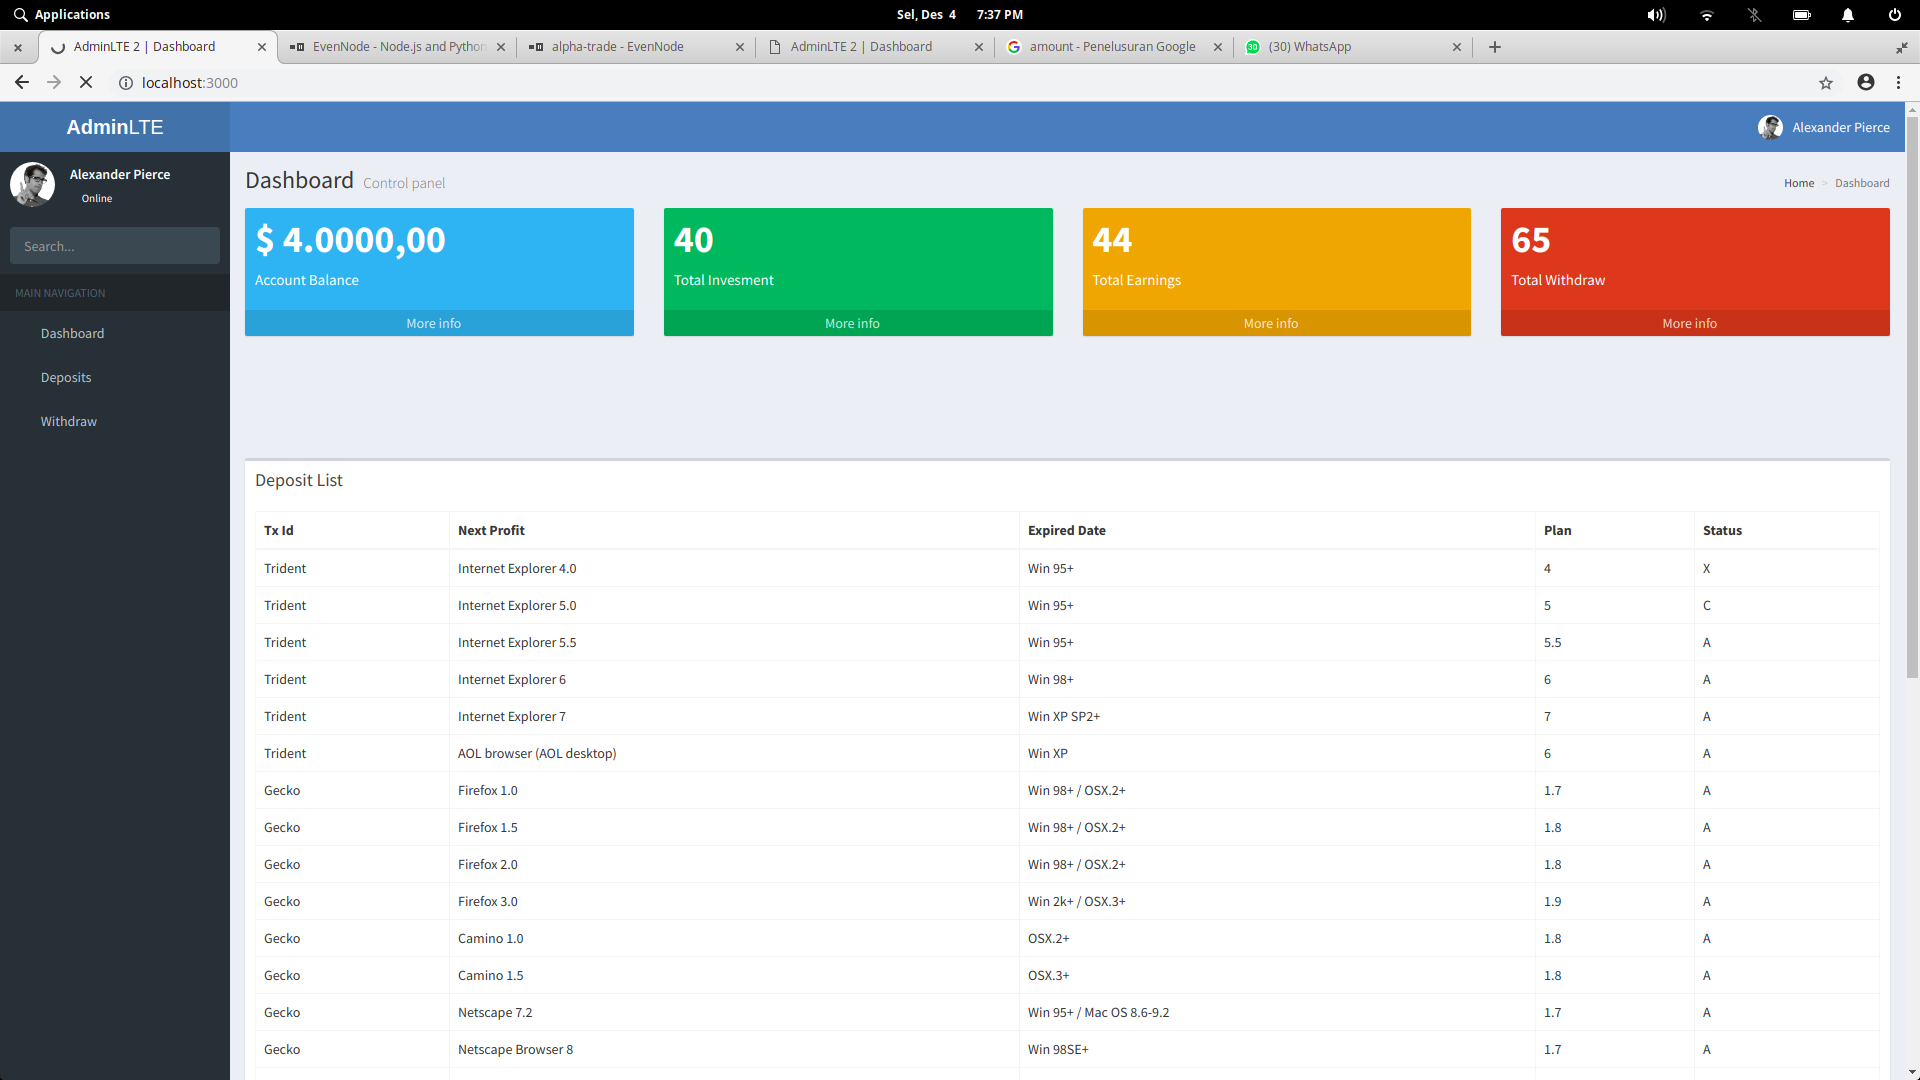 Applications
Sel, Des 4 7:37 PM
AdminLTE 2 | Dashboard
EvenNode - Node.js and Python
alpha-trade - EvenNode
AdminLTE 2 | Dashboard
amount - Penelusuran Google
30
(30) WhatsApp
localhost:3000
AdminLTE
Alexander Pierce
Alexander Pierce
Online
Search...
MAIN NAVIGATION
Dashboard
Deposits
Withdraw
Dashboard Control panel
Home > Dashboard
$ 4.0000,00
Account Balance
More info
40
Total Invesment
More info
44
Total Earnings
More info
65
Total Withdraw
More info
Deposit List
Tx Id Next Profit Expired Date Plan Status
Trident Internet Explorer 4.0 Win 95+ 4 X
Trident Internet Explorer 5.0 Win 95+ 5 C
Trident Internet Explorer 5.5 Win 95+ 5.5 A
Trident Internet Explorer 6 Win 98+ 6 A
Trident Internet Explorer 7 Win XP SP2+ 7 A
Trident AOL browser (AOL desktop) Win XP 6 A
Gecko Firefox 1.0 Win 98+ / OSX.2+ 1.7 A
Gecko Firefox 1.5 Win 98+ / OSX.2+ 1.8 A
Gecko Firefox 2.0 Win 98+ / OSX.2+ 1.8 A
Gecko Firefox 3.0 Win 2k+ / OSX.3+ 1.9 A
Gecko Camino 1.0 OSX.2+ 1.8 A
Gecko Camino 1.5 OSX.3+ 1.8 A
Gecko Netscape 7.2 Win 95+ / Mac OS 8.6-9.2 1.7 A
Gecko Netscape Browser 8 Win 98SE+ 1.7 A